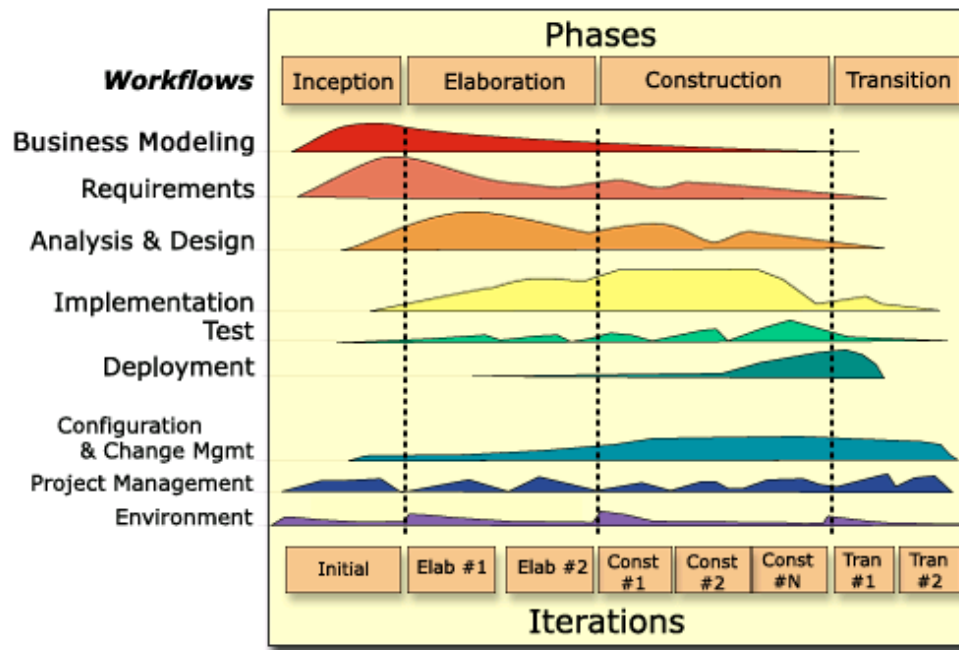 Phases
Workflows
Inception
Elaboration
Construction
Transition
Business Modeling
Requirements
Analysis & Design
Implementation
Test
Deployment
Configuration
& Change Mgmt
Project Management
Environment
Initial
Elab #1
Elab #2
Const
#1
Const
#2
Const
#N
Tran
#1
Tran
#2
Iterations